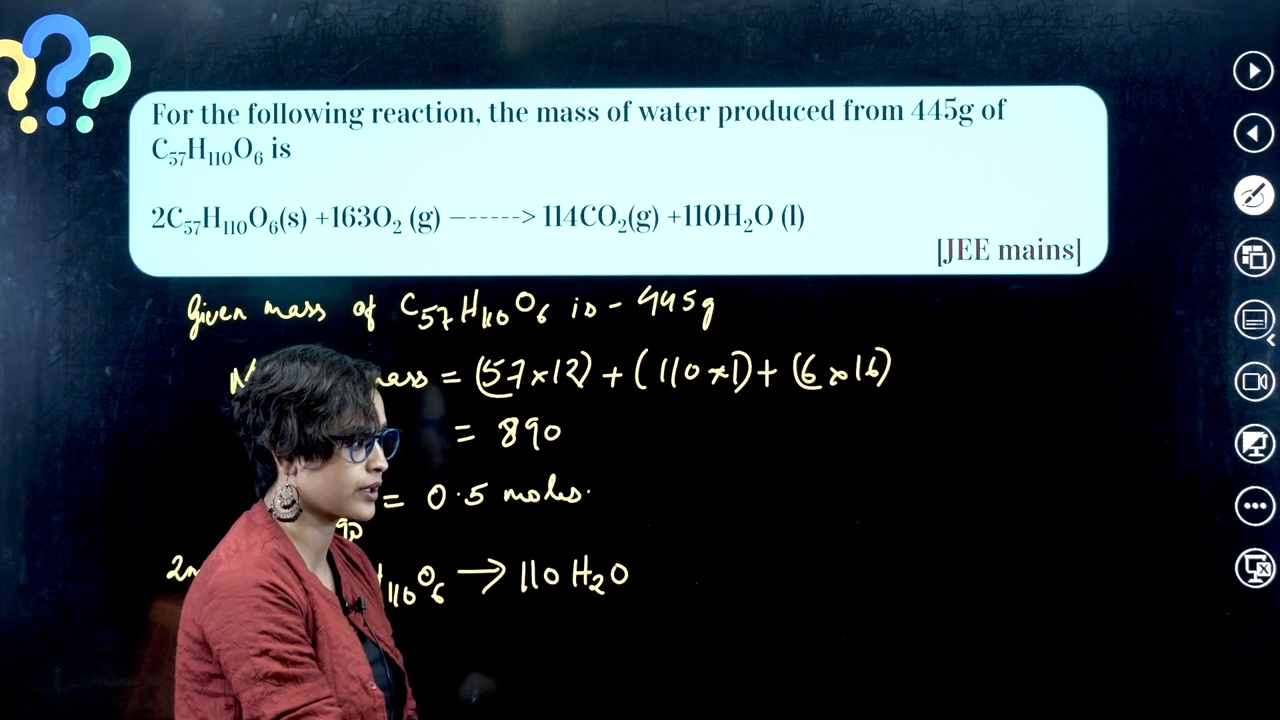 For the following reaction, the mass of water produced from 445g of
C₅₇H₁₁₀O₆ is
2C₅₇H₁₁₀O₆(s) +163O₂ (g) ------> 114CO₂(g) +110H₂O (l)
[JEE mains]
Given mass of C₅₇H₁₁₀O₆ is - 445g
= (57×12) + (110×1) + (6×16)
= 890
= 0.5 moles.
H₁₁₀O₆ → 110 H₂O